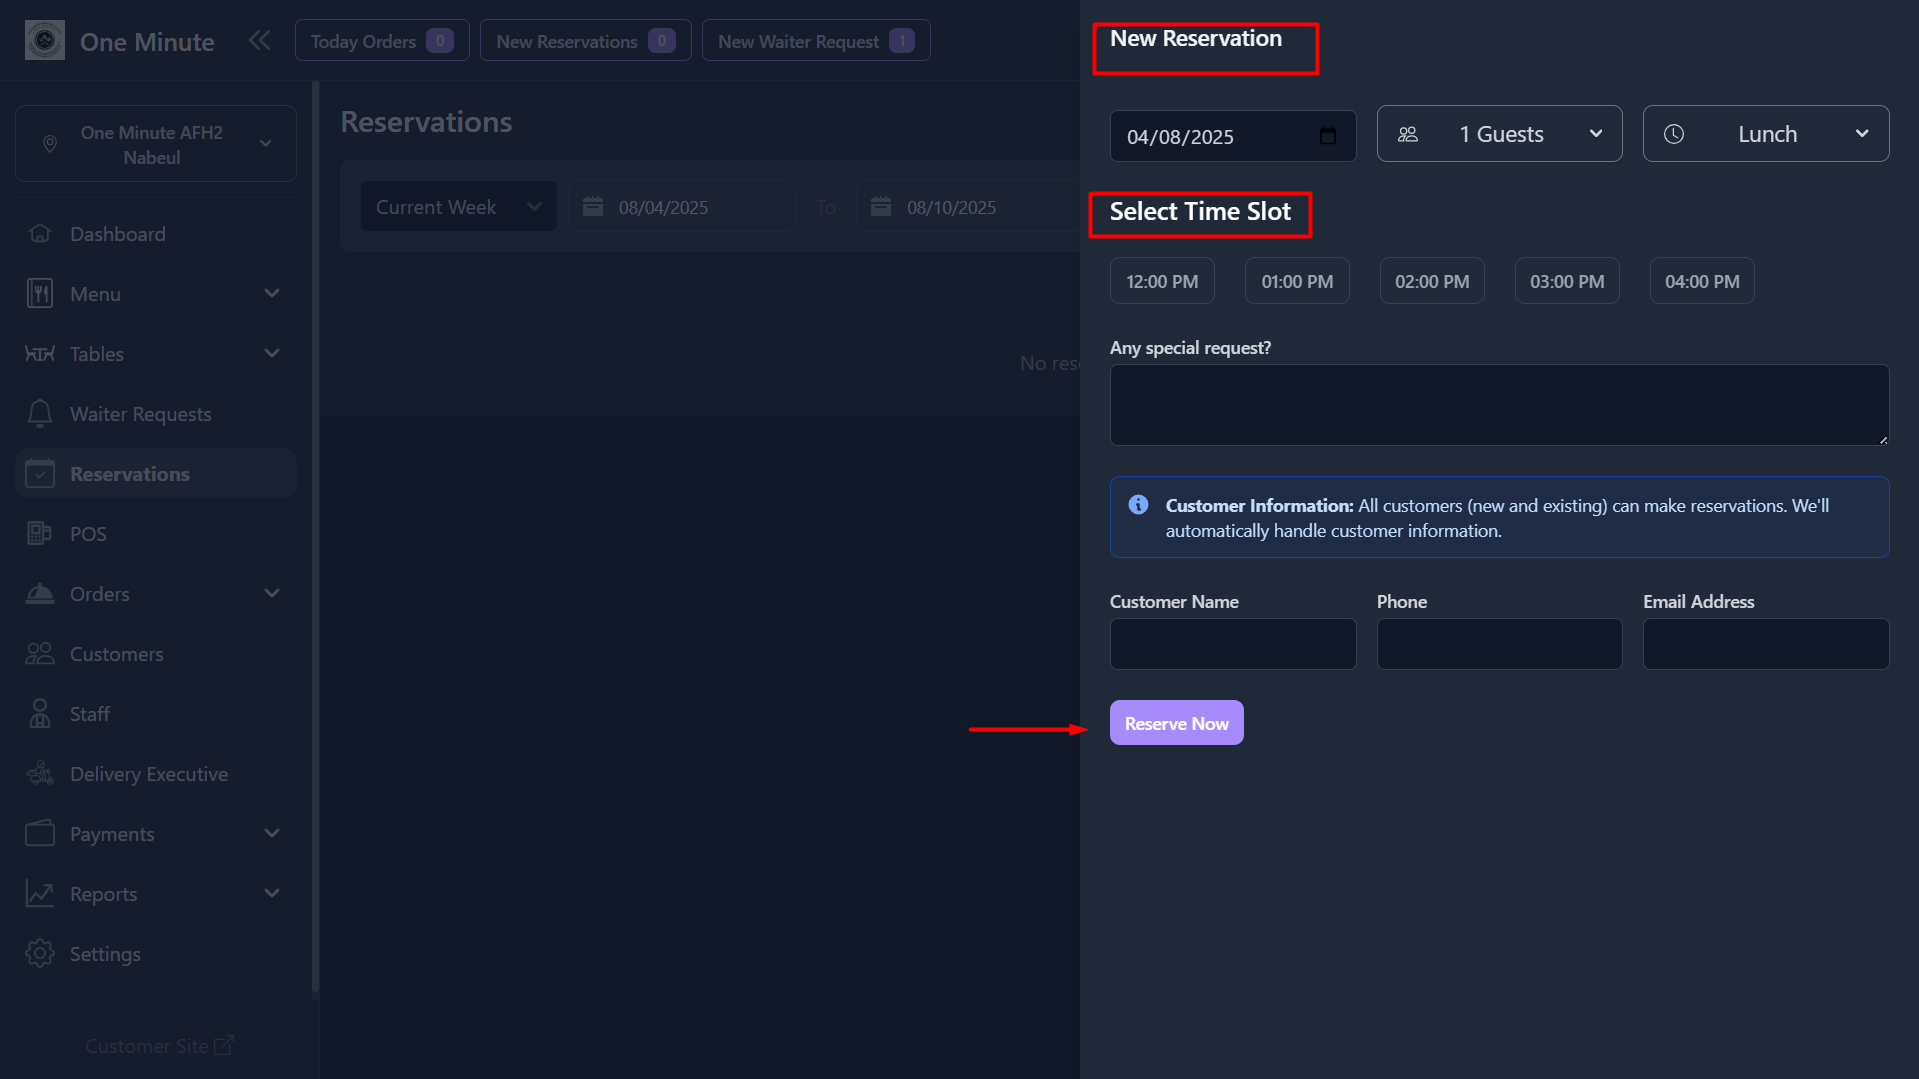 One Minute
Today Orders 0
New Reservations 0
New Waiter Request 1
One Minute AFH2
Nabeul
Dashboard
Menu
Tables
Waiter Requests
Reservations
POS
Orders
Customers
Staff
Delivery Executive
Payments
Reports
Settings
Customer Site
Reservations
Current Week
08/04/2025
To
08/10/2025
No rese
New Reservation
04/08/2025
1 Guests
Lunch
Select Time Slot
12:00 PM
01:00 PM
02:00 PM
03:00 PM
04:00 PM
Any special request?
Customer Information: All customers (new and existing) can make reservations. We'll
automatically handle customer information.
Customer Name
Phone
Email Address
Reserve Now